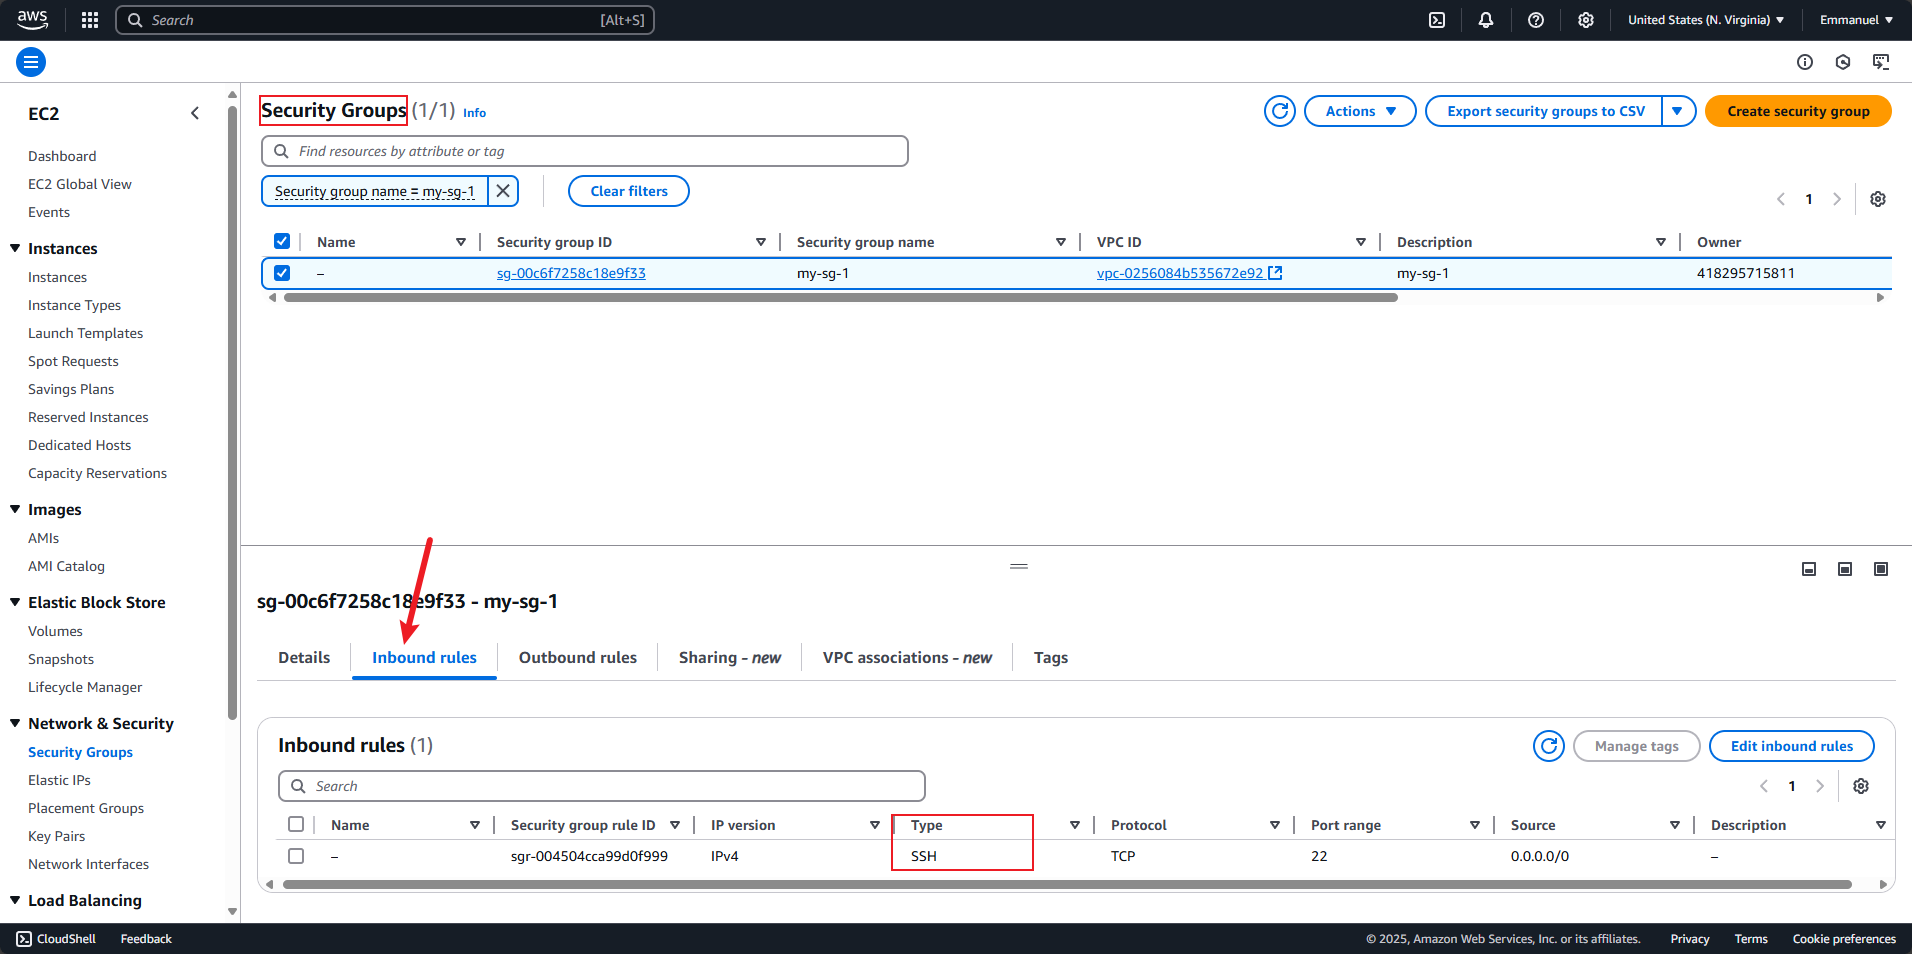 aws Search [Alt+S] United States (N. Virginia) Emmanuel
EC2
Dashboard
EC2 Global View
Events
Instances
Instances
Instance Types
Launch Templates
Spot Requests
Savings Plans
Reserved Instances
Dedicated Hosts
Capacity Reservations
Images
AMIs
AMI Catalog
Elastic Block Store
Volumes
Snapshots
Lifecycle Manager
Network & Security
Security Groups
Elastic IPs
Placement Groups
Key Pairs
Network Interfaces
Load Balancing
Security Groups (1/1) Info Actions Export security groups to CSV Create security group
Find resources by attribute or tag
Security group name = my-sg-1 Clear filters
1
Name Security group ID Security group name VPC ID Description Owner
– sg-00c6f7258c18e9f33 my-sg-1 vpc-0256084b535672e92 my-sg-1 418295715811
sg-00c6f7258c18e9f33 - my-sg-1
Details Inbound rules Outbound rules Sharing - new VPC associations - new Tags
Inbound rules (1) Manage tags Edit inbound rules
Search 1
Name Security group rule ID IP version Type Protocol Port range Source Description
– sgr-004504cca99d0f999 IPv4 SSH TCP 22 0.0.0.0/0 –
CloudShell Feedback © 2025, Amazon Web Services, Inc. or its affiliates. Privacy Terms Cookie preferences